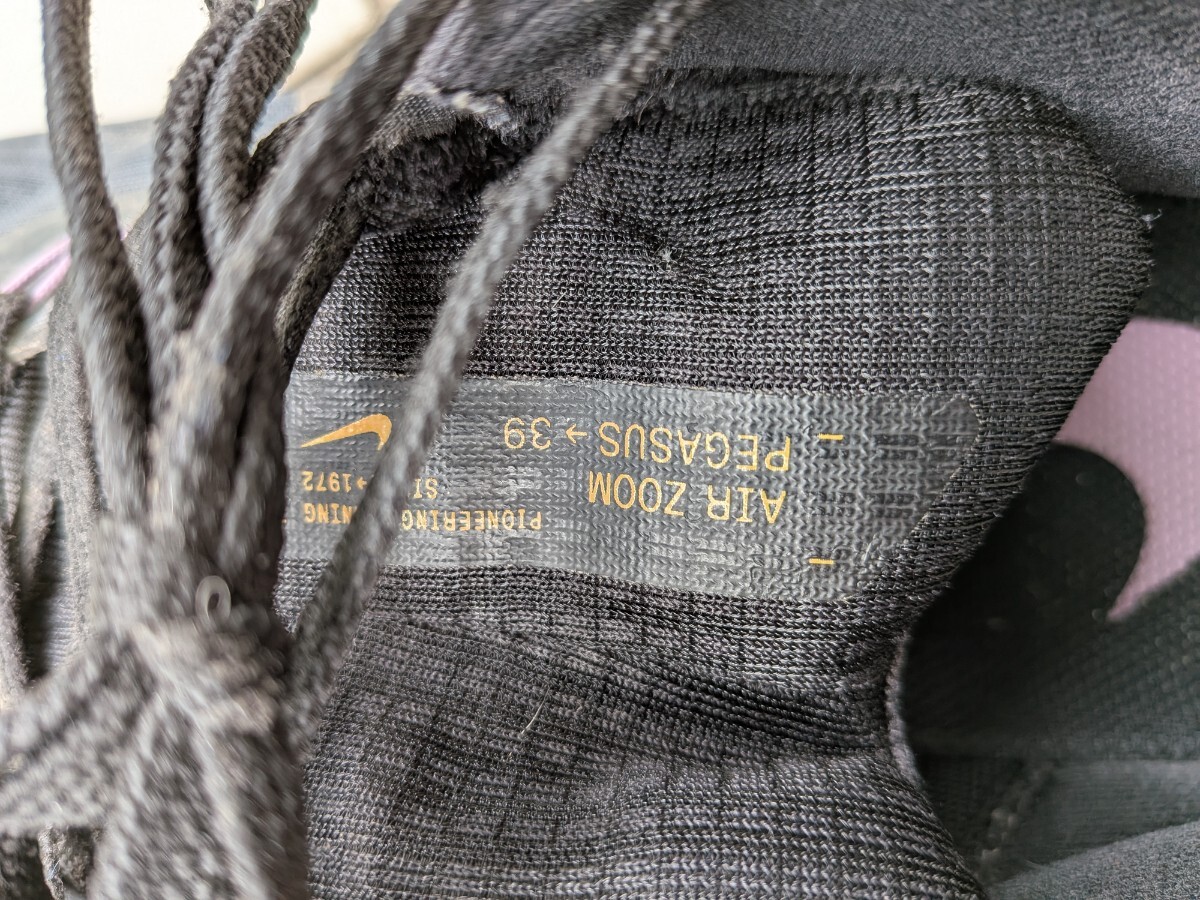 AIR ZOOM
PEGASUS→39
PIONEERING
→1972